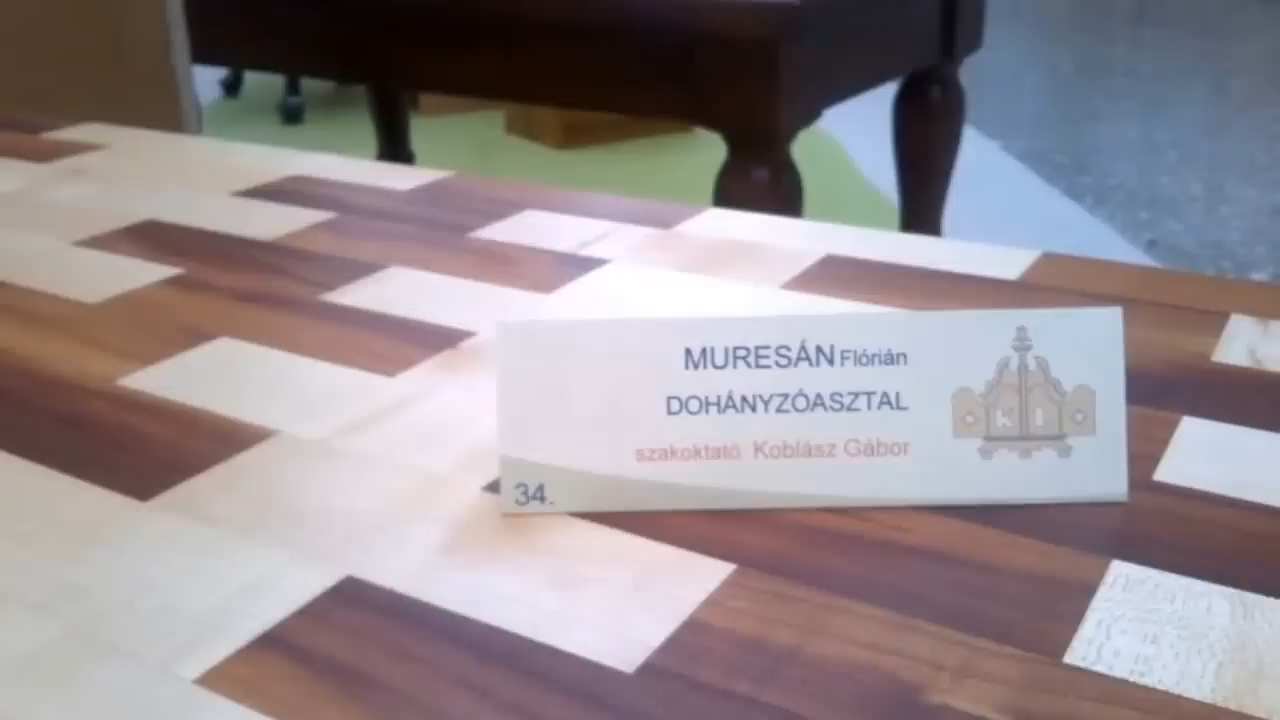 MURESÁN Flórián
DOHÁNYZÓASZTAL
szakoktató: Koblász Gábor
34.
K I